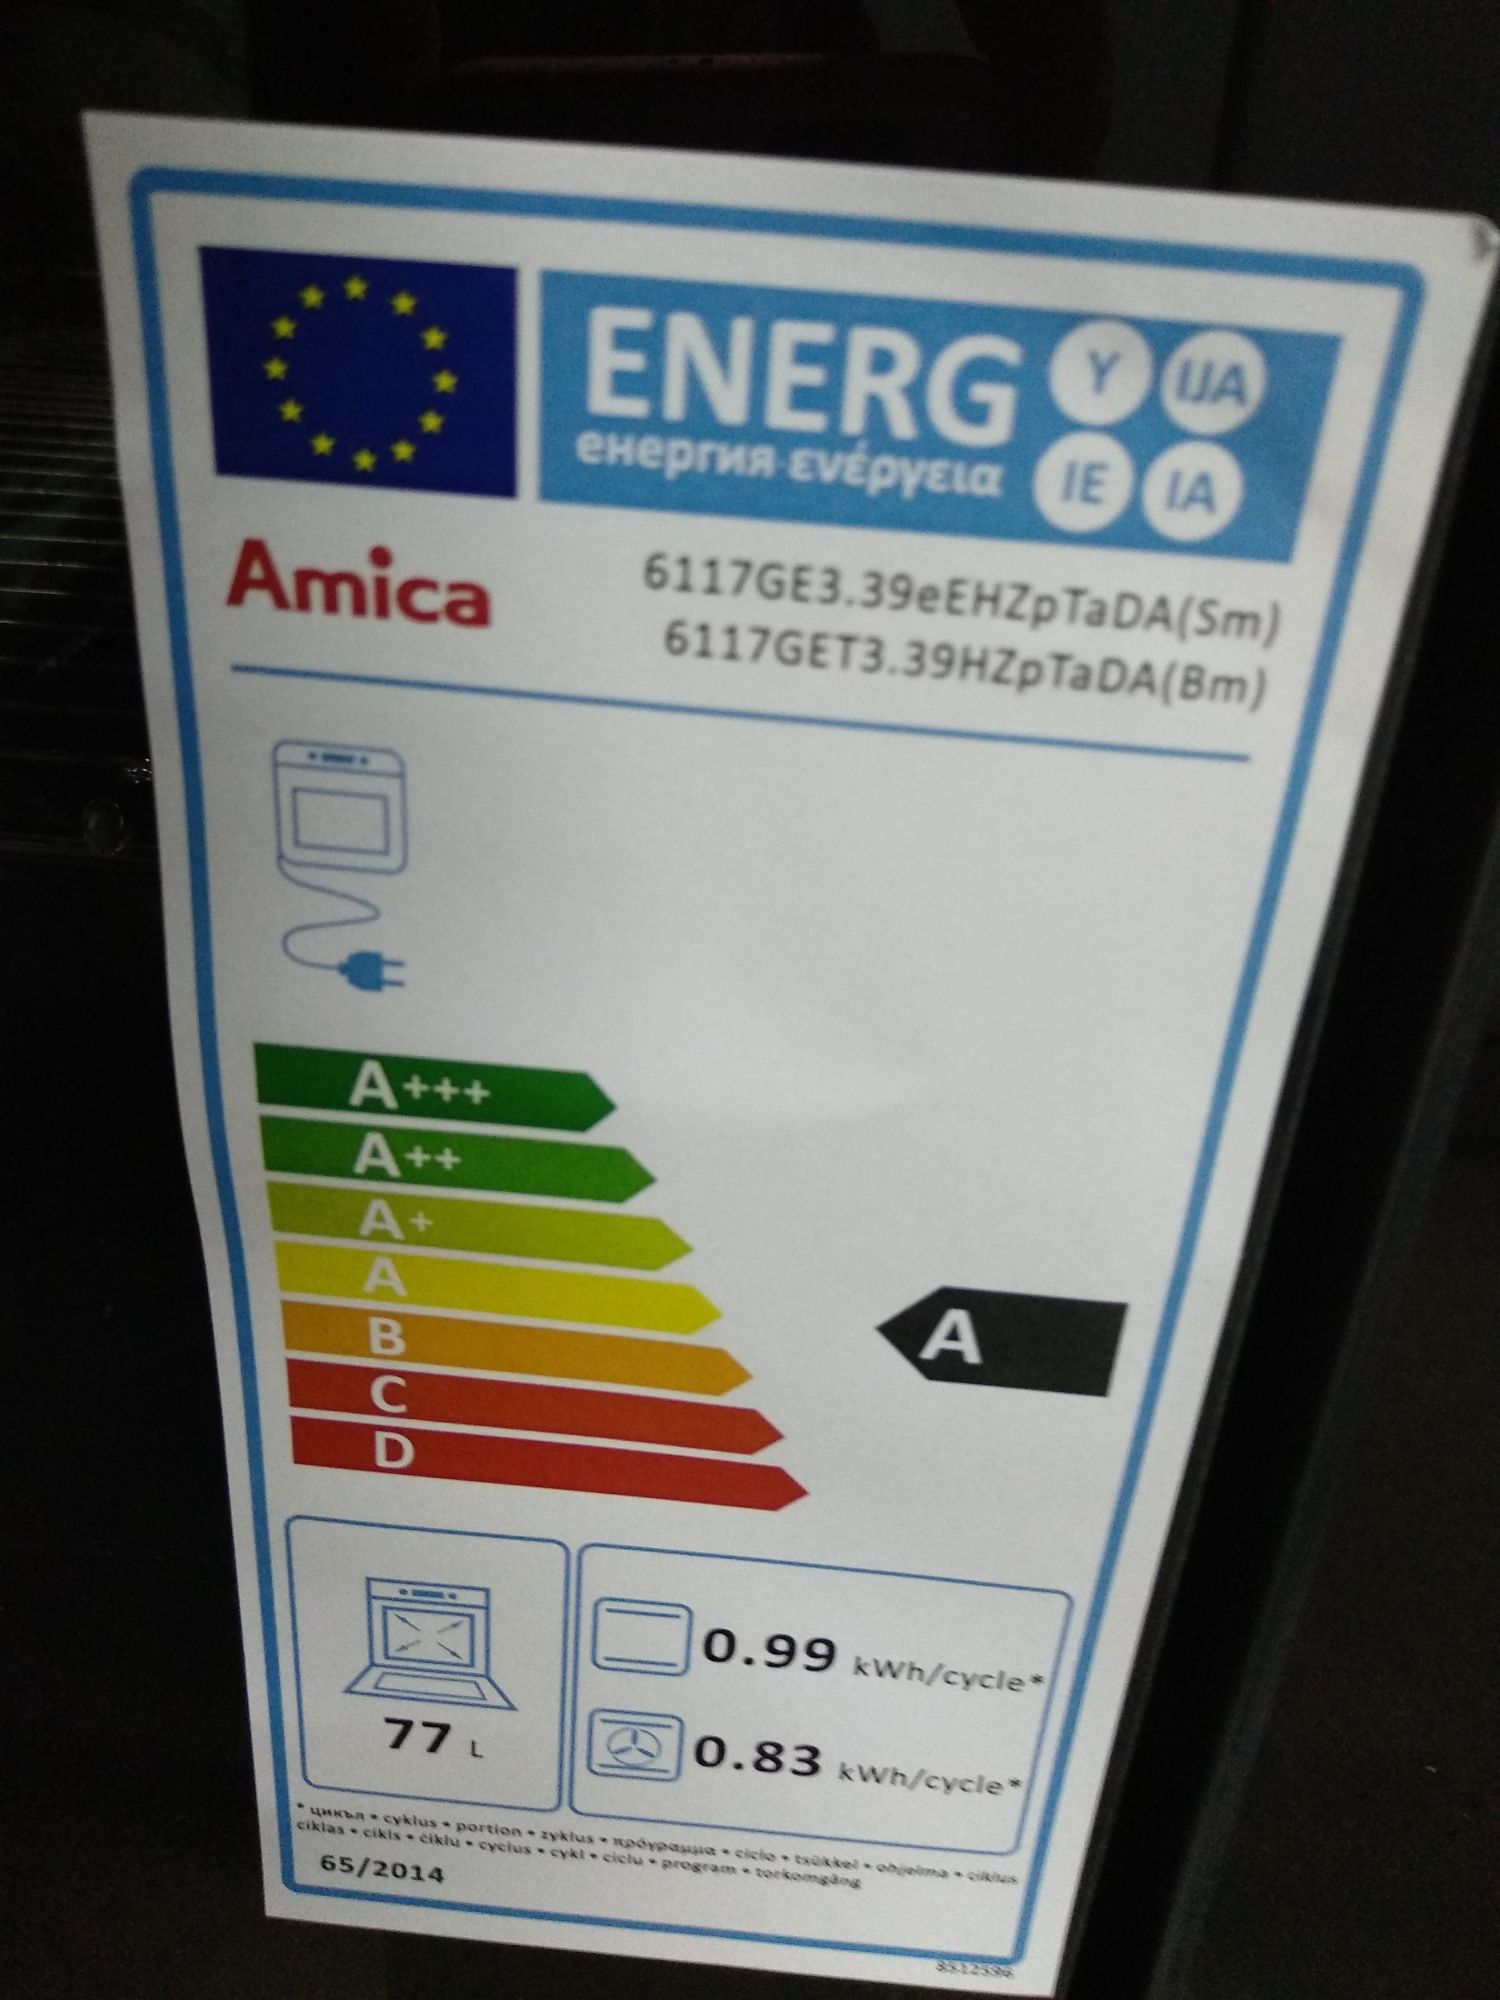 ENERG Y IJA
енергия · ενέργεια IE IA
Amica
6117GE3.39eEHZpTaDA(Sm)
6117GET3.39HZpTaDA(Bm)
A+++
A++
A+
A
B
C
D
A
77 L
0.99 kWh/cycle*
0.83 kWh/cycle*
* цикъл • cyklus • portion • zyklus • πρόγραμμα • ciclo • tsükkel • ohjelma • ciklus
ciklas • cikls • ċiklu • cyclus • cykl • ciclu • program • torkomgång
65/2014